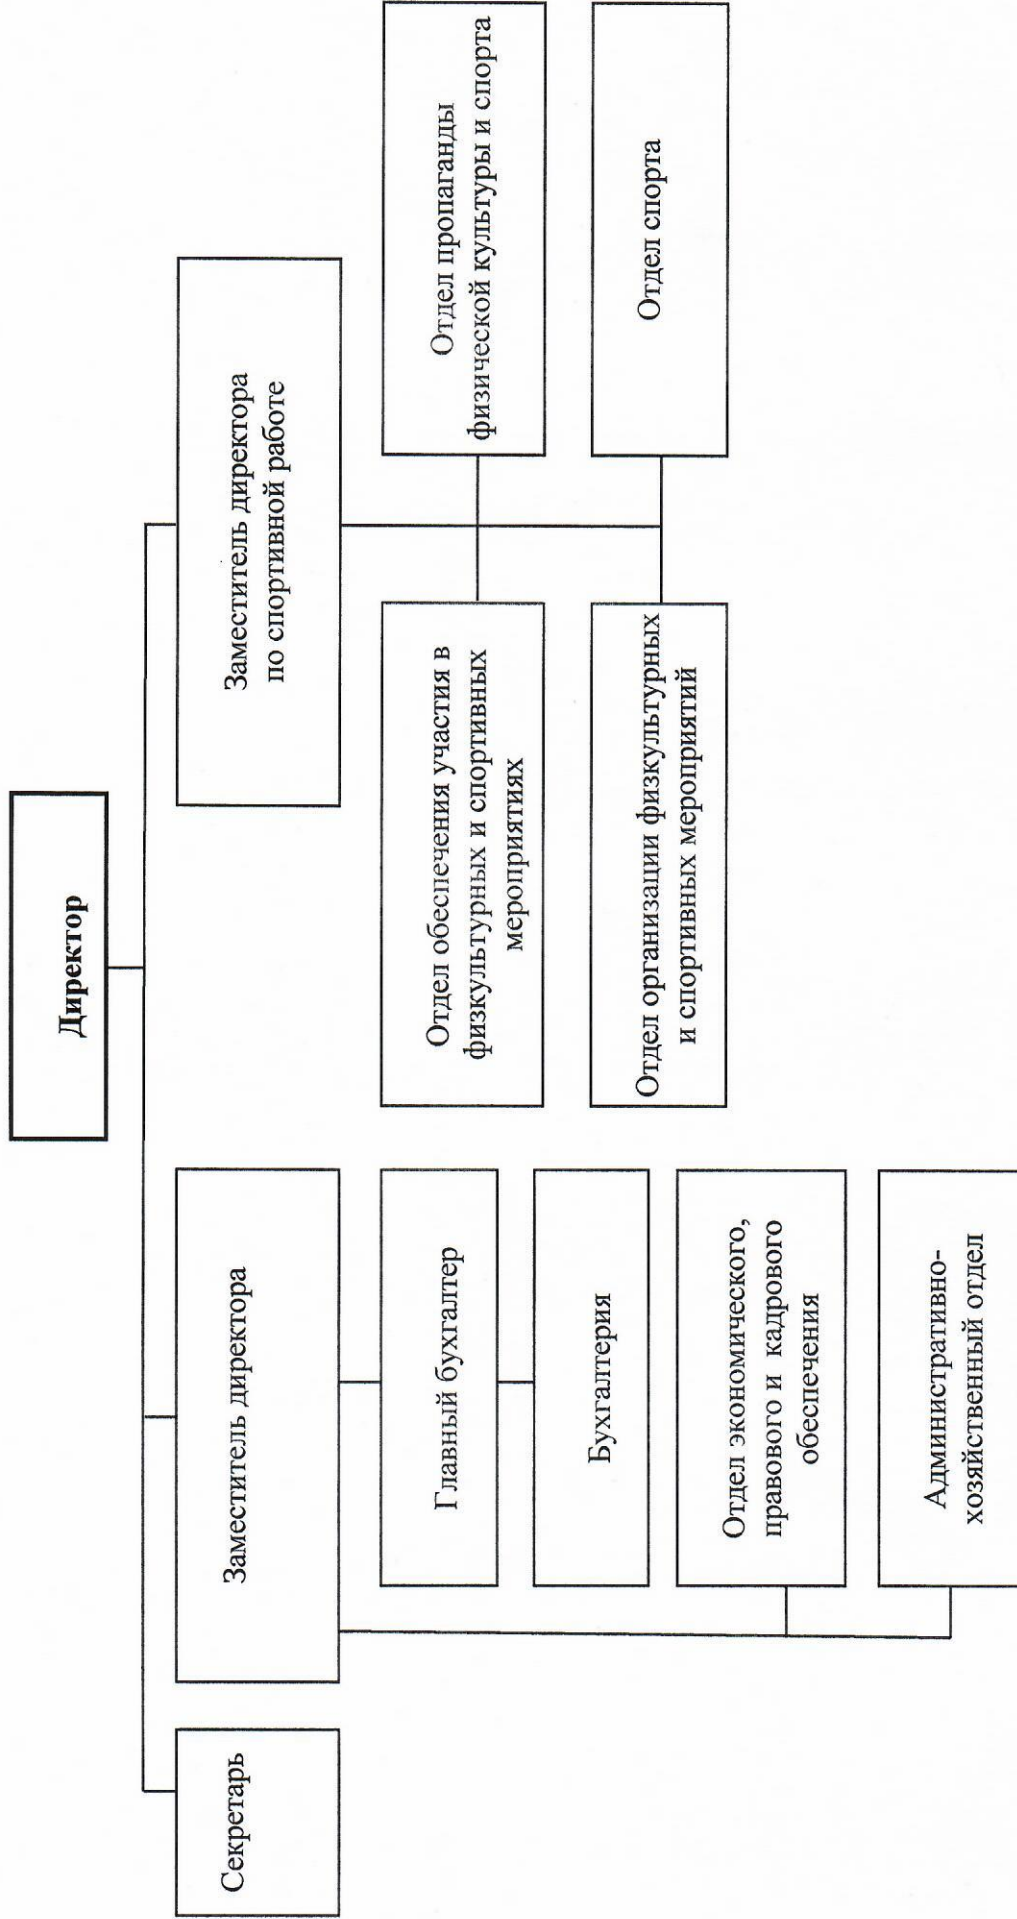 Директор
Секретарь
Заместитель директора
Заместитель директора
по спортивной работе
Главный бухгалтер
Бухгалтерия
Отдел экономического,
правового и кадрового
обеспечения
Административно-
хозяйственный отдел
Отдел обеспечения участия в
физкультурных и спортивных
мероприятиях
Отдел пропаганды
физической культуры и спорта
Отдел организации физкультурных
и спортивных мероприятий
Отдел спорта